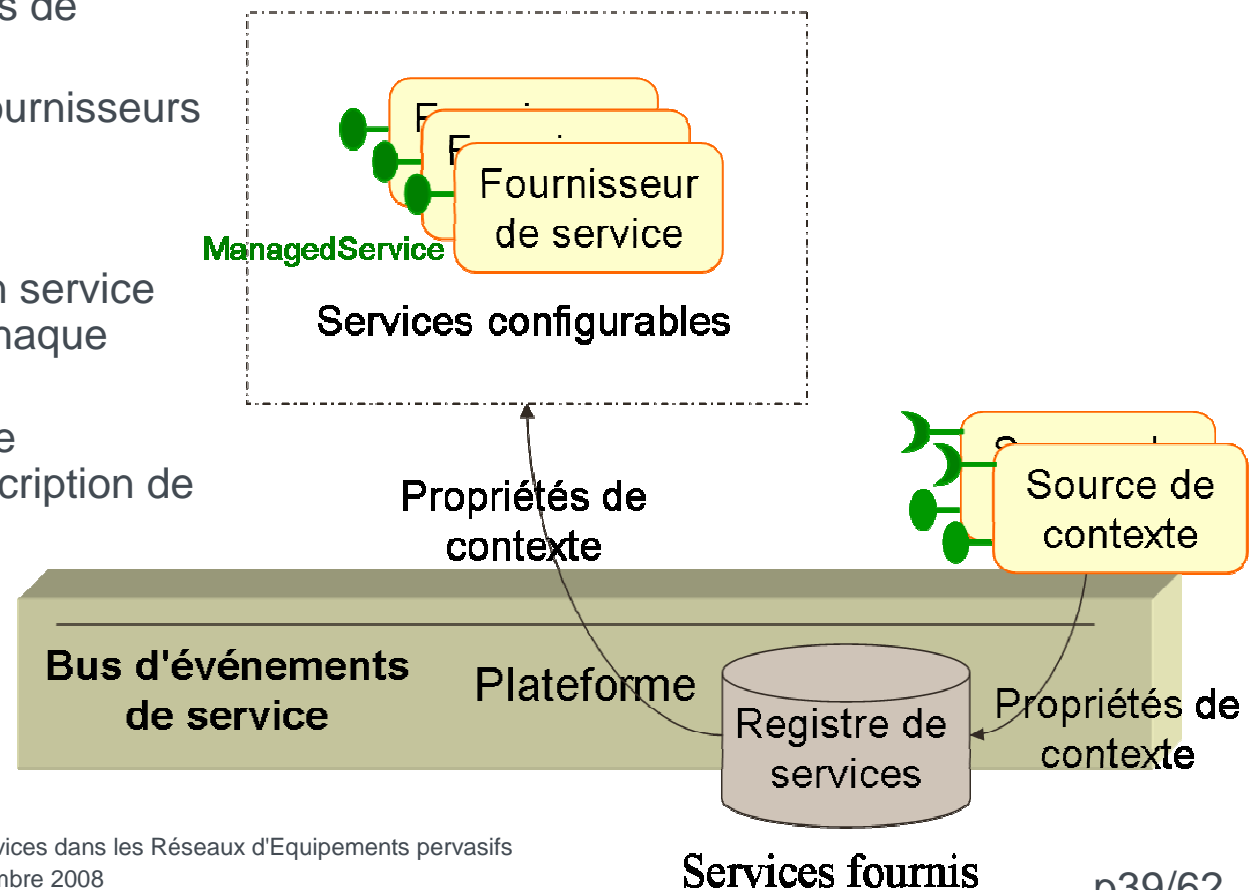 s de
ournisseurs
n service
haque
e
cription de
Fournisseur
de service
ManagedService
Services configurables
Source de
contexte
Propriétés de
contexte
Bus d'événements
de service
Plateforme
Registre de
services
Propriétés de
contexte
Services fournis
vices dans les Réseaux d'Equipements pervasifs
mbre 2008
p39/62